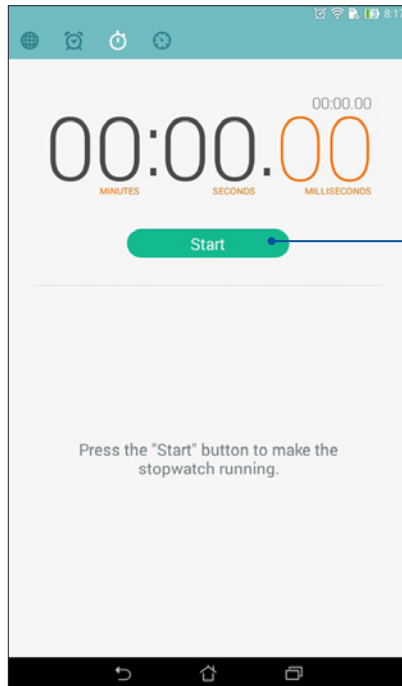 8:17
00:00.00
00:00.00
MINUTES SECONDS MILLISECONDS
Start
Press the "Start" button to make the
stopwatch running.